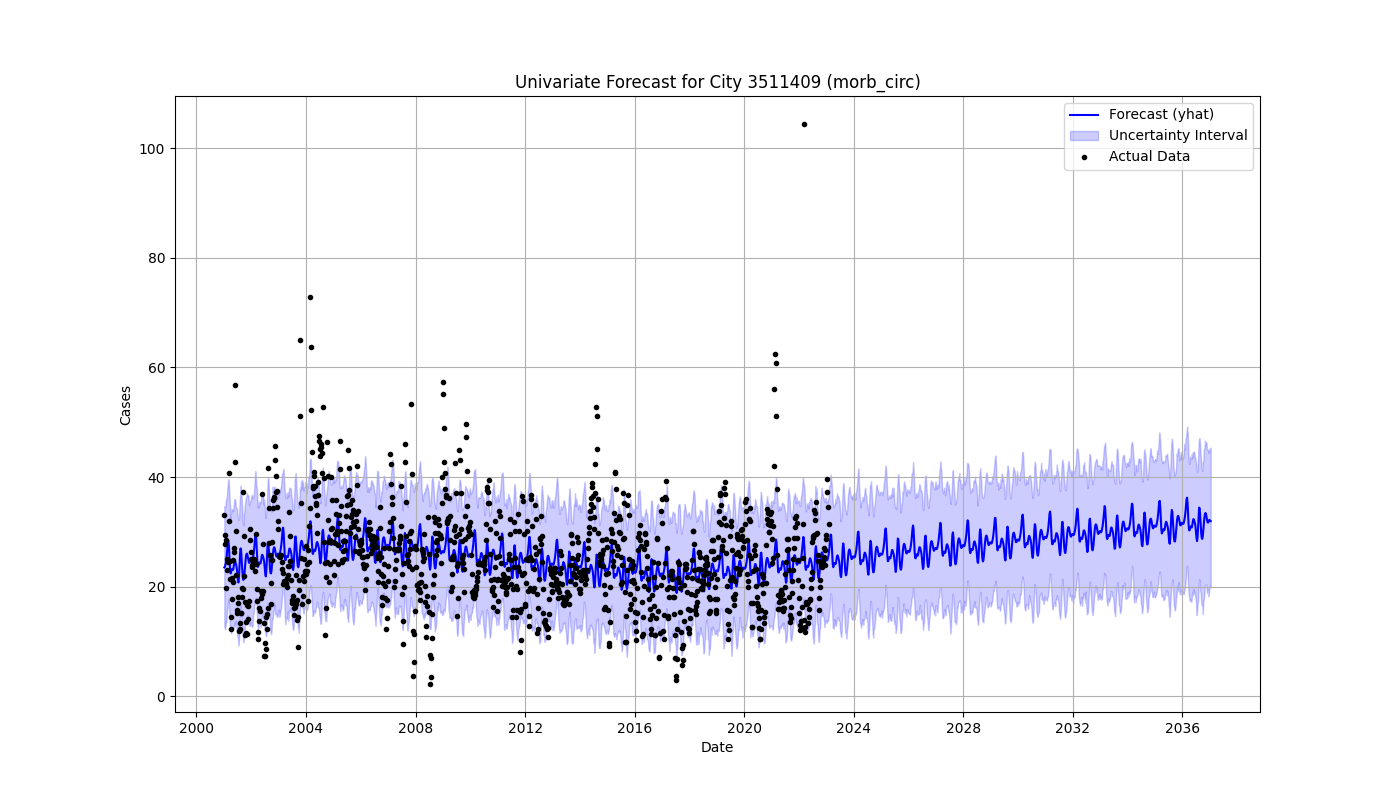 Univariate Forecast for City 3511409 (morb_circ)
Forecast (yhat)
Uncertainty Interval
Actual Data
100
80
60
40
20
0
Cases
2000 2004 2008 2012 2016 2020 2024 2028 2032 2036
Date